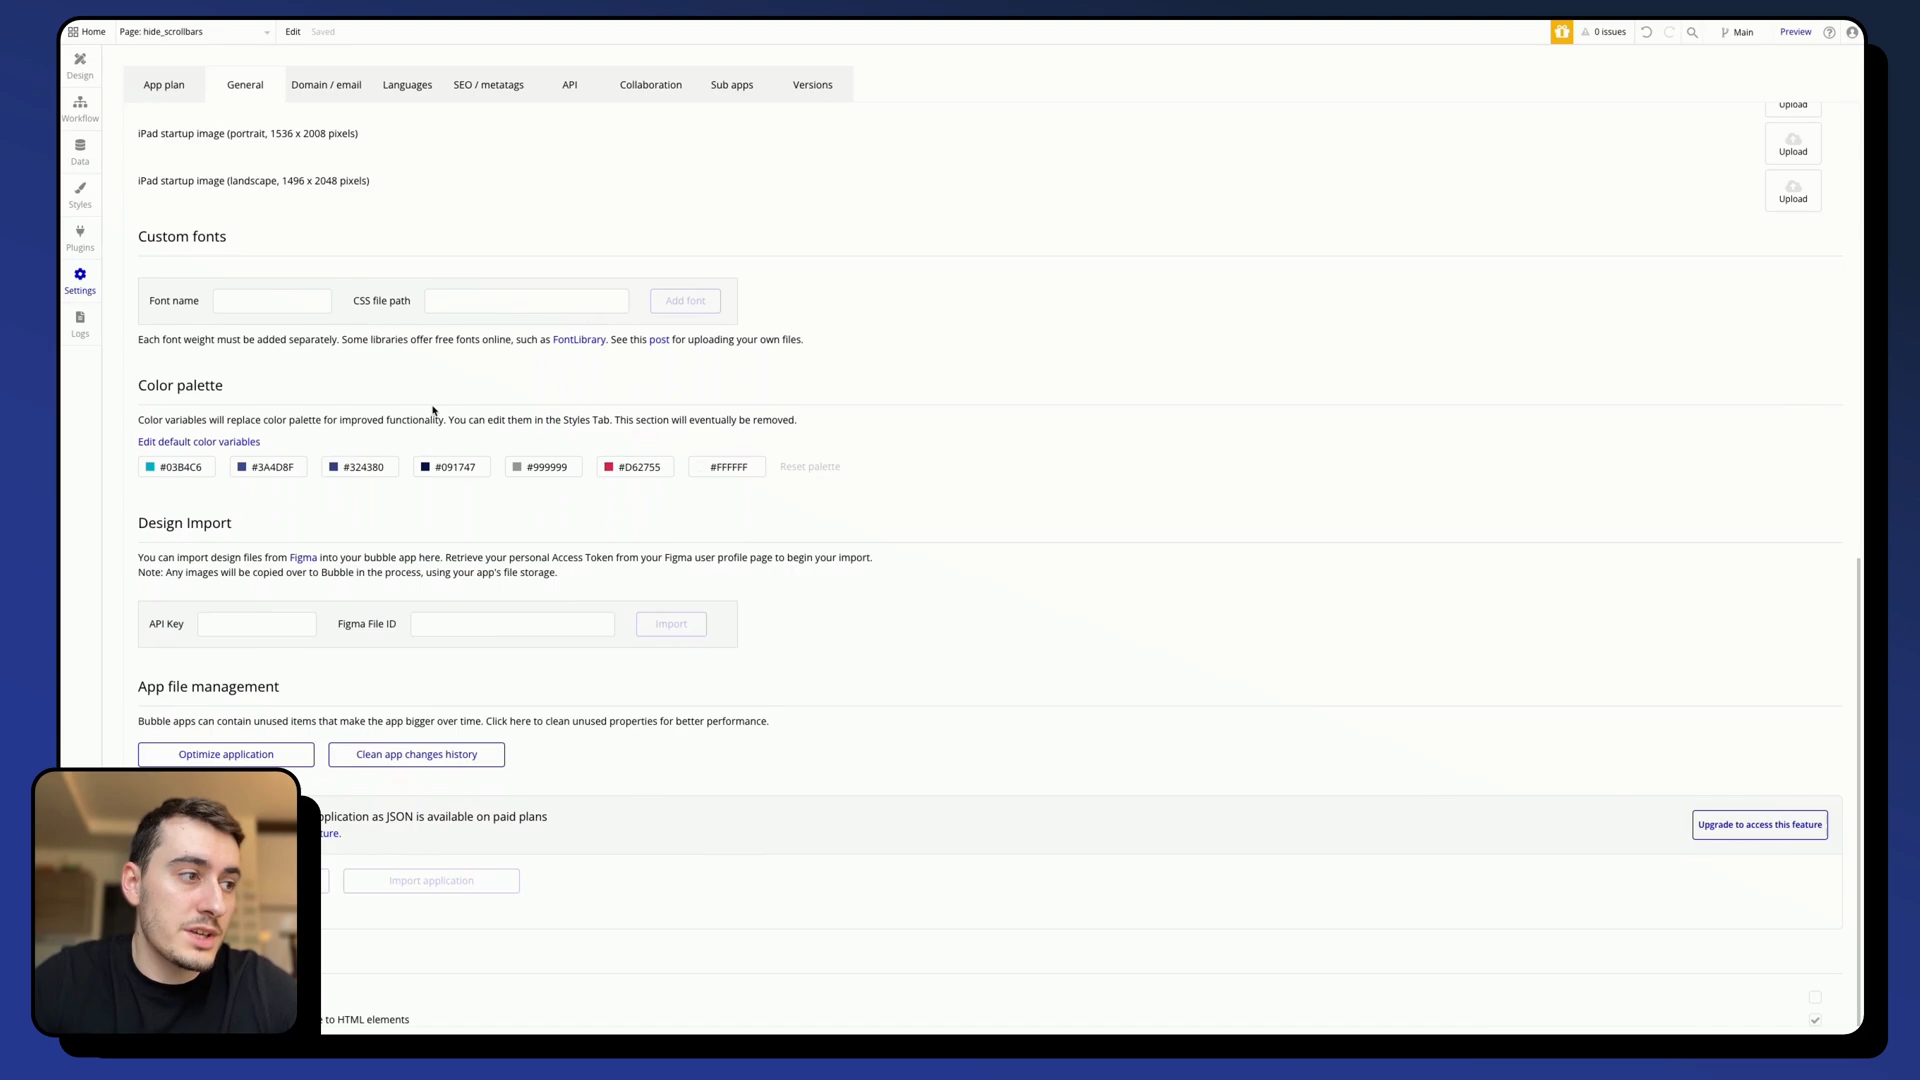 Home
Page: hide_scrollbars
Edit
Saved
0 issues
Main
Preview
Design
Workflow
Data
Styles
Plugins
Settings
Logs
App plan
General
Domain / email
Languages
SEO / metatags
API
Collaboration
Sub apps
Versions
Upload
iPad startup image (portrait, 1536 x 2008 pixels)
Upload
iPad startup image (landscape, 1496 x 2048 pixels)
Upload
Custom fonts
Font name
CSS file path
Add font
Each font weight must be added separately. Some libraries offer free fonts online, such as FontLibrary. See this post for uploading your own files.
Color palette
Color variables will replace color palette for improved functionality. You can edit them in the Styles Tab. This section will eventually be removed.
Edit default color variables
#03B4C6
#3A4D8F
#324380
#091747
#999999
#D62755
#FFFFFF
Reset palette
Design Import
You can import design files from Figma into your bubble app here. Retrieve your personal Access Token from your Figma user profile page to begin your import.
Note: Any images will be copied over to Bubble in the process, using your app's file storage.
API Key
Figma File ID
Import
App file management
Bubble apps can contain unused items that make the app bigger over time. Click here to clean unused properties for better performance.
Optimize application
Clean app changes history
pplication as JSON is available on paid plans
ture.
Upgrade to access this feature
Import application
e to HTML elements